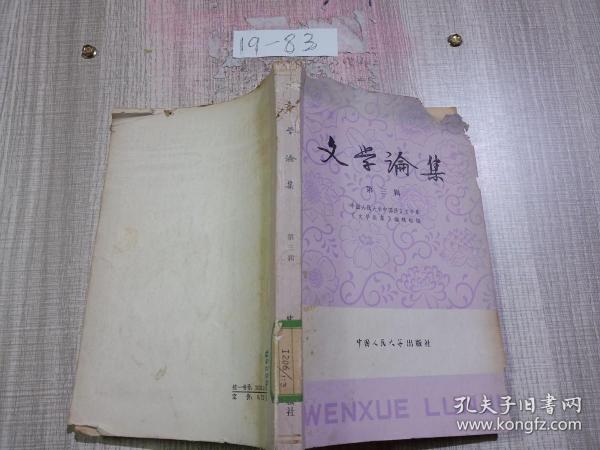 19-83
文学論集
第三辑
中国人民大学中国语言文学系
《文学论集》编辑组编
中国人民大学出版社
WENXUE LU
学论集
第三辑
I206/
孔夫子旧书网
www.kongfz.com